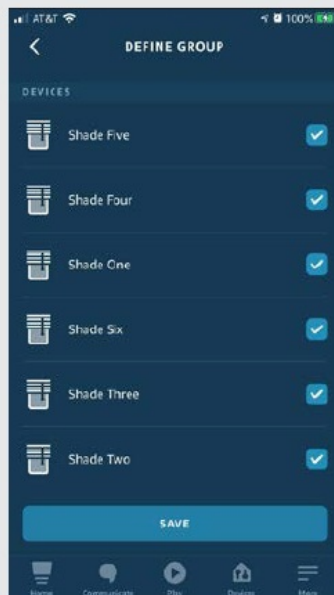 AT&T 100%
DEFINE GROUP
DEVICES
Shade Five
Shade Four
Shade One
Shade Six
Shade Three
Shade Two
SAVE
Home Communicate Play Devices More